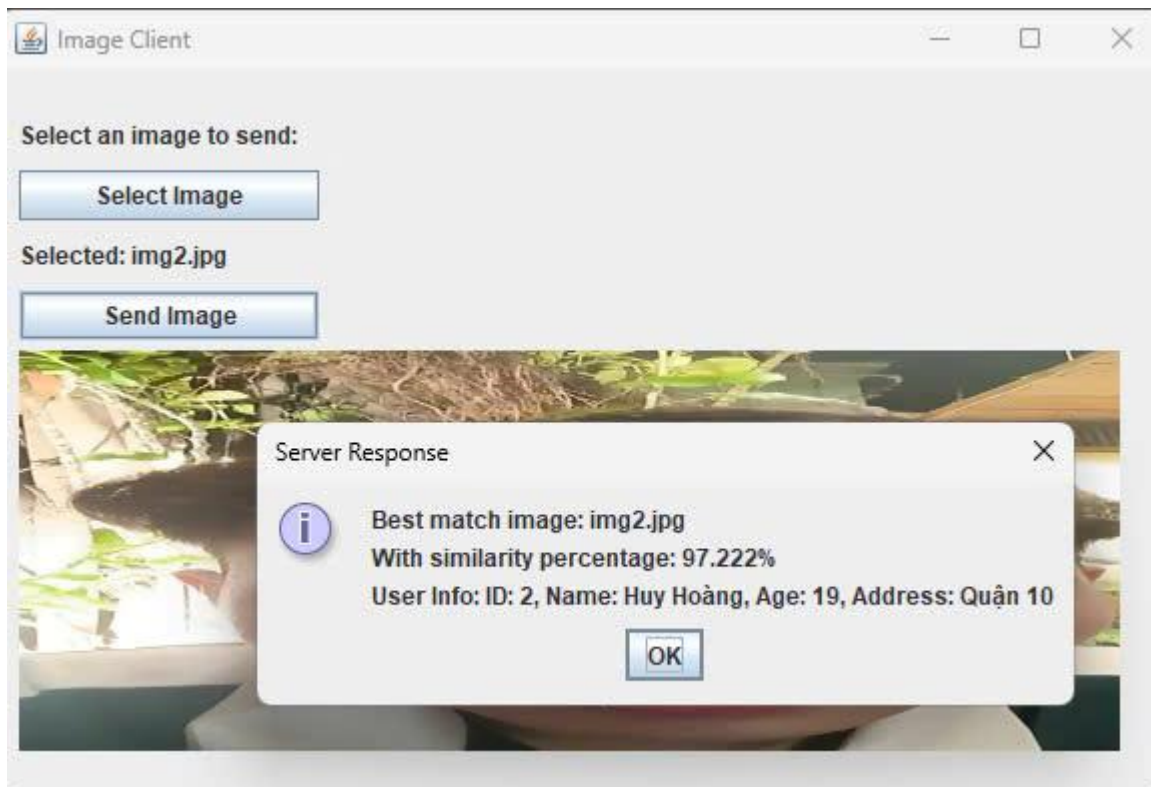 Image Client
Select an image to send:
Select Image
Selected: img2.jpg
Send Image
Server Response
Best match image: img2.jpg
With similarity percentage: 97.222%
User Info: ID: 2, Name: Huy Hoàng, Age: 19, Address: Quận 10
OK